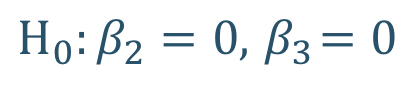 H₀: β₂ = 0, β₃ = 0